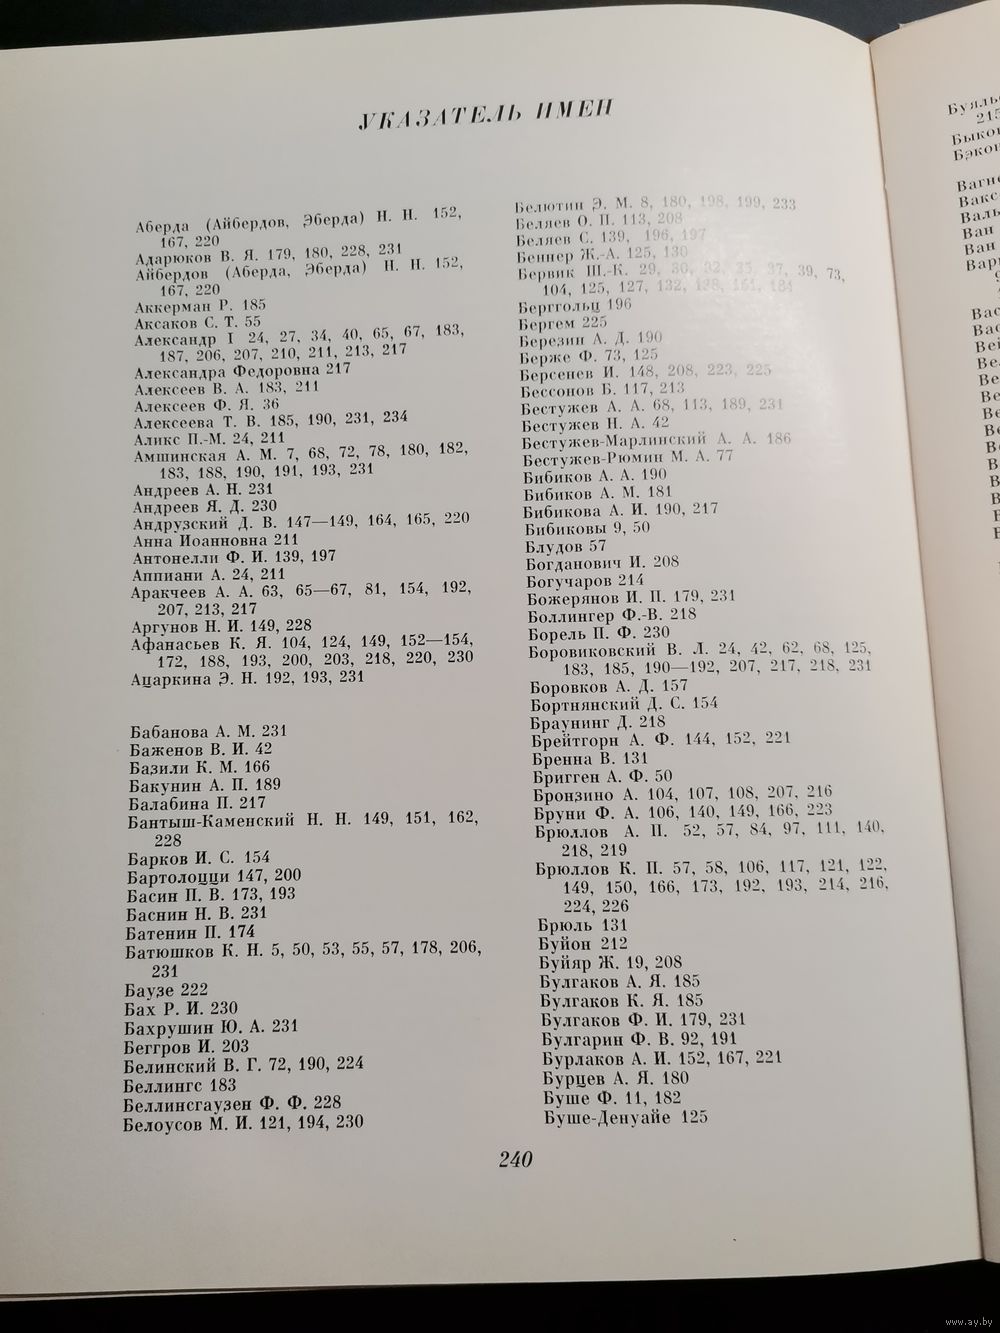 УКАЗАТЕЛЬ ИМЕН
Аберда (Айбердов, Эберда) Н. Н. 152,
167, 220
Адарюков В. Я. 179, 180, 228, 231
Айбердов (Аберда, Эберда) Н. Н. 152,
167, 220
Аккерман Р. 185
Аксаков С. Т. 55
Александр I 24, 27, 34, 40, 65, 67, 183,
187, 206, 207, 210, 211, 213, 217
Александра Федоровна 217
Алексеев В. А. 183, 211
Алексеев Ф. Я. 36
Алексеева Т. В. 185, 190, 231, 234
Аликс П.-М. 24, 211
Амшинская А. М. 7, 68, 72, 78, 180, 182,
183, 188, 190, 191, 193, 231
Андреев А. Н. 231
Андреев Я. Д. 230
Андрузский Д. В. 147—149, 164, 165, 220
Анна Иоанновна 211
Антонелли Ф. И. 139, 197
Аппиани А. 24, 211
Аракчеев А. А. 63, 65—67, 81, 154, 192,
207, 213, 217
Аргунов Н. И. 149, 228
Афанасьев К. Я. 104, 124, 149, 152—154,
172, 188, 193, 200, 203, 218, 220, 230
Ацаркина Э. Н. 192, 193, 231
Бабанова А. М. 231
Баженов В. И. 42
Базили К. М. 166
Бакунин А. П. 189
Балабина П. 217
Бантыш-Каменский Н. Н. 149, 151, 162,
228
Барков И. С. 154
Бартолоцци 147, 200
Басин П. В. 173, 193
Баснин Н. В. 231
Батенин П. 174
Батюшков К. Н. 5, 50, 53, 55, 57, 178, 206,
231
Баузе 222
Бах Р. И. 230
Бахрушин Ю. А. 231
Беггров И. 203
Белинский В. Г. 72, 190, 224
Беллингс 183
Беллинсгаузен Ф. Ф. 228
Белоусов М. И. 121, 194, 230
Белютин Э. М. 8, 180, 198, 199, 233
Беляев О. П. 113, 208
Беляев С. 139, 196, 197
Беннер Ж.-А. 125, 130
Бервик Ш.-К. 29, 30, 32, 35, 37, 39, 73,
104, 125, 127, 132, 138, 151, 184
Берггольц 196
Бергем 225
Березин А. Д. 190
Берже Ф. 73, 125
Берсенев И. 148, 208, 223, 225
Бессонов Б. 117, 213
Бестужев А. А. 68, 113, 189, 231
Бестужев Н. А. 42
Бестужев-Марлинский А. А. 186
Бестужев-Рюмин М. А. 77
Бибиков А. А. 190
Бибиков А. М. 181
Бибикова А. И. 190, 217
Бибиковы 9, 50
Блудов 57
Богданович И. 208
Богучаров 214
Божерянов И. П. 179, 231
Боллингер Ф.-В. 218
Борель П. Ф. 230
Боровиковский В. Л. 24, 42, 62, 68, 125,
183, 185, 190—192, 207, 217, 218, 231
Боровков А. Д. 157
Бортнянский Д. С. 154
Браунинг Д. 218
Брейтгорн А. Ф. 144, 152, 221
Бренна В. 131
Бригген А. Ф. 50
Бронзино А. 104, 107, 108, 207, 216
Бруни Ф. А. 106, 140, 149, 166, 223
Брюллов А. П. 52, 57, 84, 97, 111, 140,
218, 219
Брюллов К. П. 57, 58, 106, 117, 121, 122,
149, 150, 166, 173, 192, 193, 214, 216,
224, 226
Брюль 131
Буйон 212
Буйяр Ж. 19, 208
Булгаков А. Я. 185
Булгаков К. Я. 185
Булгаков Ф. И. 179, 231
Булгарин Ф. В. 92, 191
Бурлаков А. И. 152, 167, 221
Бурцев А. Я. 180
Буше Ф. 11, 182
Буше-Денуайе 125
240
215
Ван
Ван
www.ay.by